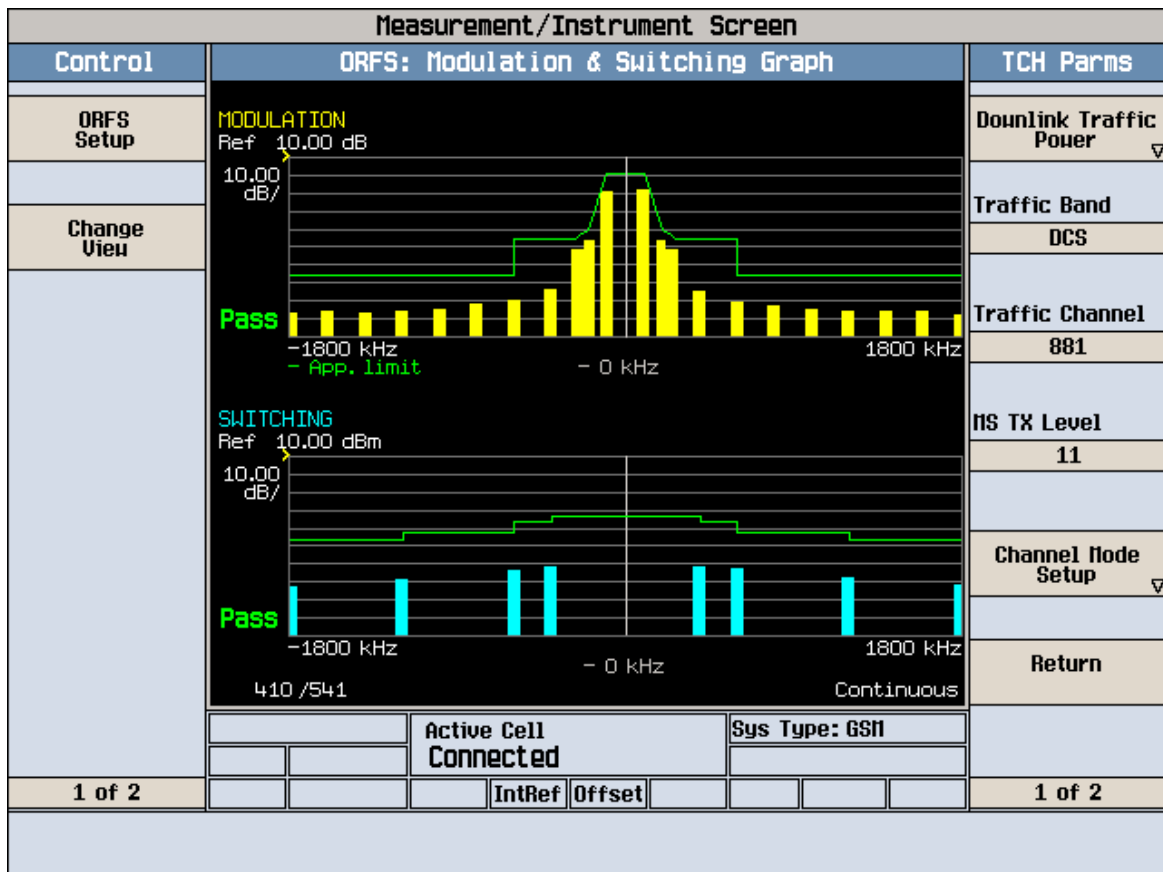 Measurement/Instrument Screen
Control
ORFS: Modulation & Switching Graph
TCH Parms
ORFS
Setup
Change
View
1 of 2
MODULATION
Ref 10.00 dB
10.00
dB/
Pass
-1800 kHz
1800 kHz
- App. limit
- 0 kHz
SWITCHING
Ref 10.00 dBm
10.00
dB/
Pass
-1800 kHz
1800 kHz
- 0 kHz
410 /541
Continuous
Active Cell
Connected
Sys Type: GSM
IntRef
Offset
Downlink Traffic
Power
Traffic Band
DCS
Traffic Channel
881
MS TX Level
11
Channel Mode
Setup
Return
1 of 2